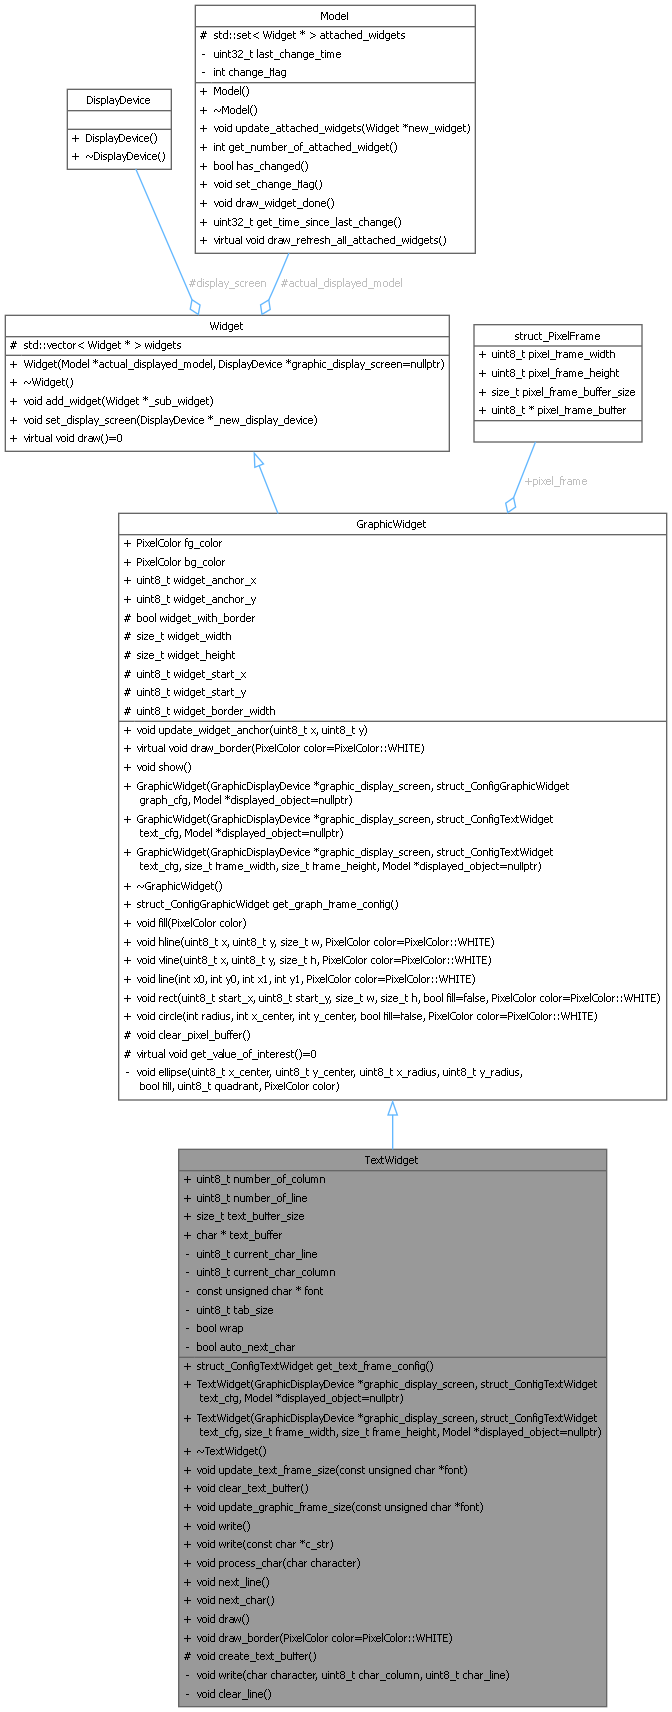 Model
# std::set< Widget * > attached_widgets
- uint32_t last_change_time
- int change_flag
+ Model()
+ ~Model()
+ void update_attached_widgets(Widget *new_widget)
+ int get_number_of_attached_widget()
+ bool has_changed()
+ void set_change_flag()
+ void draw_widget_done()
+ uint32_t get_time_since_last_change()
+ virtual void draw_refresh_all_attached_widgets()
DisplayDevice
+ DisplayDevice()
+ ~DisplayDevice()
#display_screen
#actual_displayed_model
Widget
# std::vector< Widget * > widgets
+ Widget(Model *actual_displayed_model, DisplayDevice *graphic_display_screen=nullptr)
+ ~Widget()
+ void add_widget(Widget *_sub_widget)
+ void set_display_screen(DisplayDevice *_new_display_device)
+ virtual void draw()=0
struct_PixelFrame
+ uint8_t pixel_frame_width
+ uint8_t pixel_frame_height
+ size_t pixel_frame_buffer_size
+ uint8_t * pixel_frame_buffer
+pixel_frame
GraphicWidget
+ PixelColor fg_color
+ PixelColor bg_color
+ uint8_t widget_anchor_x
+ uint8_t widget_anchor_y
# bool widget_with_border
# size_t widget_width
# size_t widget_height
# uint8_t widget_start_x
# uint8_t widget_start_y
# uint8_t widget_border_width
+ void update_widget_anchor(uint8_t x, uint8_t y)
+ virtual void draw_border(PixelColor color=PixelColor::WHITE)
+ void show()
+ GraphicWidget(GraphicDisplayDevice *graphic_display_screen, struct_ConfigGraphicWidget
graph_cfg, Model *displayed_object=nullptr)
+ GraphicWidget(GraphicDisplayDevice *graphic_display_screen, struct_ConfigTextWidget
text_cfg, Model *displayed_object=nullptr)
+ GraphicWidget(GraphicDisplayDevice *graphic_display_screen, struct_ConfigTextWidget
text_cfg, size_t frame_width, size_t frame_height, Model *displayed_object=nullptr)
+ ~GraphicWidget()
+ struct_ConfigGraphicWidget get_graph_frame_config()
+ void fill(PixelColor color)
+ void hline(uint8_t x, uint8_t y, size_t w, PixelColor color=PixelColor::WHITE)
+ void vline(uint8_t x, uint8_t y, size_t h, PixelColor color=PixelColor::WHITE)
+ void line(int x0, int y0, int x1, int y1, PixelColor color=PixelColor::WHITE)
+ void rect(uint8_t start_x, uint8_t start_y, size_t w, size_t h, bool fill=false, PixelColor color=PixelColor::WHITE)
+ void circle(int radius, int x_center, int y_center, bool fill=false, PixelColor color=PixelColor::WHITE)
# void clear_pixel_buffer()
# virtual void get_value_of_interest()=0
- void ellipse(uint8_t x_center, uint8_t y_center, uint8_t x_radius, uint8_t y_radius,
bool fill, uint8_t quadrant, PixelColor color)
TextWidget
+ uint8_t number_of_column
+ uint8_t number_of_line
+ size_t text_buffer_size
+ char * text_buffer
- uint8_t current_char_line
- uint8_t current_char_column
- const unsigned char * font
- uint8_t tab_size
- bool wrap
- bool auto_next_char
+ struct_ConfigTextWidget get_text_frame_config()
+ TextWidget(GraphicDisplayDevice *graphic_display_screen, struct_ConfigTextWidget
text_cfg, Model *displayed_object=nullptr)
+ TextWidget(GraphicDisplayDevice *graphic_display_screen, struct_ConfigTextWidget
text_cfg, size_t frame_width, size_t frame_height, Model *displayed_object=nullptr)
+ ~TextWidget()
+ void update_text_frame_size(const unsigned char *font)
+ void clear_text_buffer()
+ void update_graphic_frame_size(const unsigned char *font)
+ void write()
+ void write(const char *c_str)
+ void process_char(char character)
+ void next_line()
+ void next_char()
+ void draw()
+ void draw_border(PixelColor color=PixelColor::WHITE)
# void create_text_buffer()
- void write(char character, uint8_t char_column, uint8_t char_line)
- void clear_line()